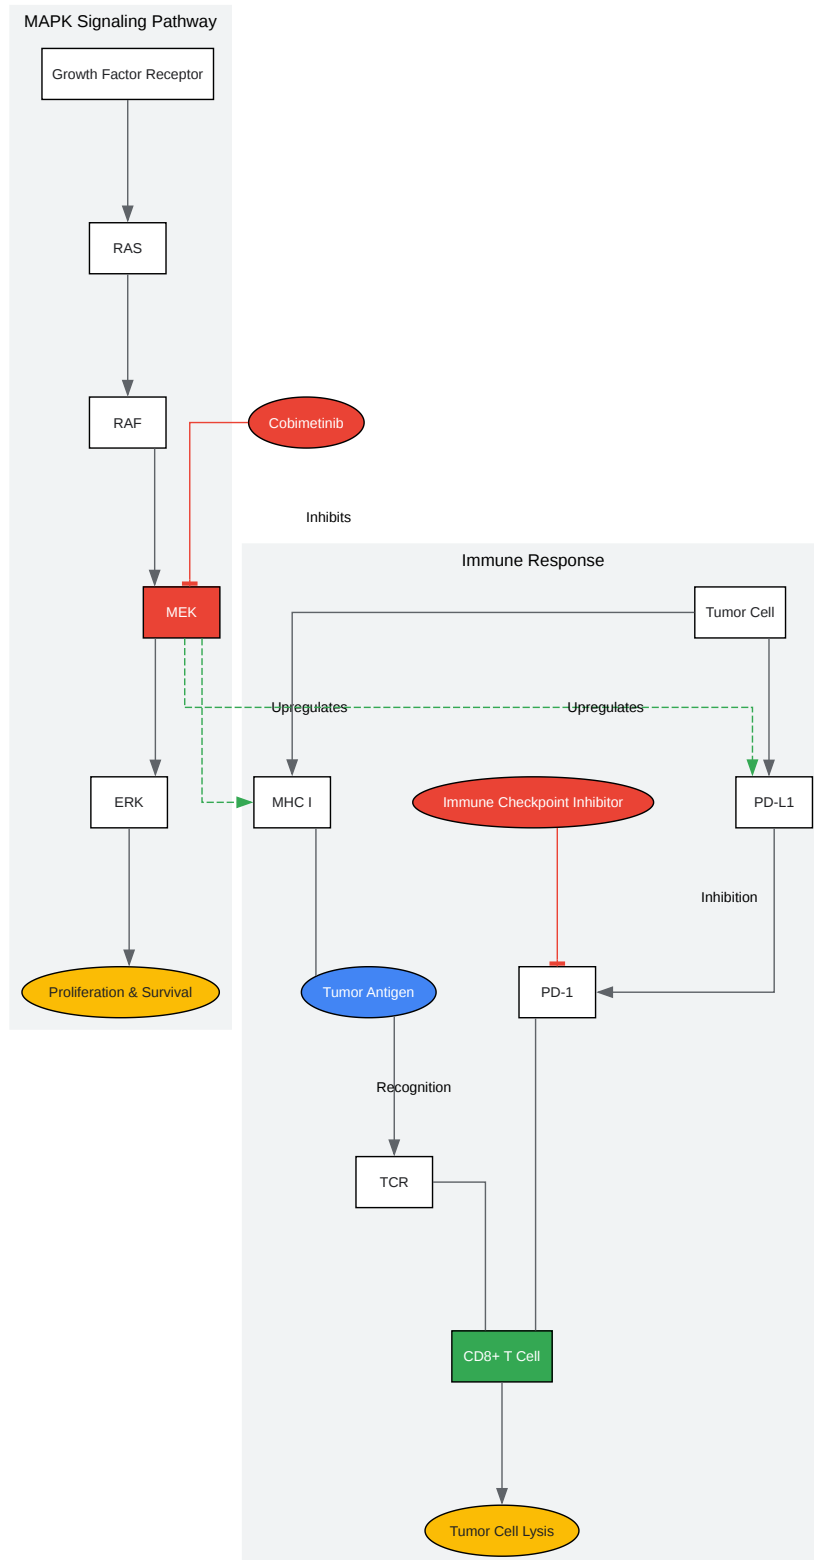 MAPK Signaling Pathway
Growth Factor Receptor
RAS
RAF
Cobimetinib
Inhibits
Immune Response
MEK
Tumor Cell
Upregulates
Upregulates
ERK
MHC I
Immune Checkpoint Inhibitor
PD-L1
Inhibition
Proliferation & Survival
Tumor Antigen
PD-1
Recognition
TCR
CD8+ T Cell
Tumor Cell Lysis